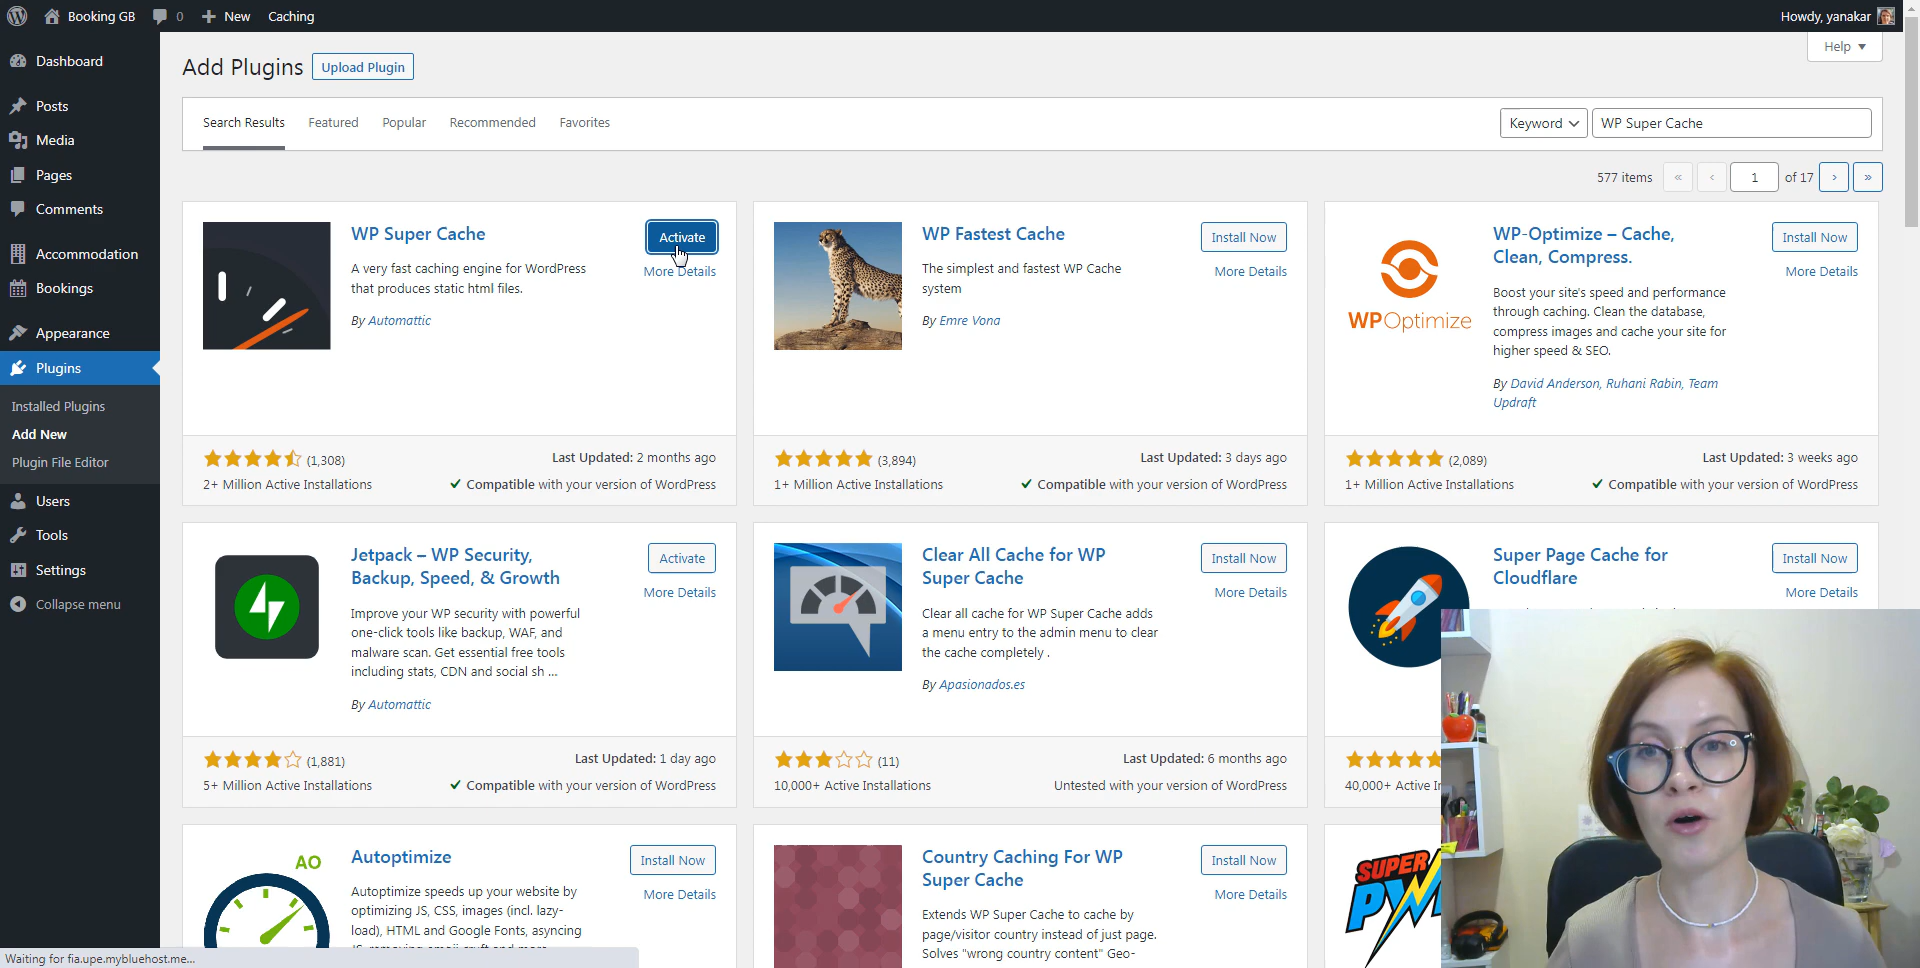 Booking GB
0
New
Caching
Howdy, yanakar
Help
Dashboard
Posts
Media
Pages
Comments
Accommodation
Bookings
Appearance
Plugins
Installed Plugins
Add New
Plugin File Editor
Users
Tools
Settings
Collapse menu
Add Plugins
Upload Plugin
Search Results
Featured
Popular
Recommended
Favorites
Keyword
WP Super Cache
577 items
«
‹
1
of 17
›
»
WP Super Cache
Activate
More Details
A very fast caching engine for WordPress
that produces static html files.
By Automattic
(1,308)
Last Updated: 2 months ago
2+ Million Active Installations
Compatible with your version of WordPress
WP Fastest Cache
Install Now
More Details
The simplest and fastest WP Cache
system
By Emre Vona
(3,894)
Last Updated: 3 days ago
1+ Million Active Installations
Compatible with your version of WordPress
WPOptimize
WP-Optimize – Cache,
Clean, Compress.
Install Now
More Details
Boost your site's speed and performance
through caching. Clean the database,
compress images and cache your site for
higher speed & SEO.
By David Anderson, Ruhani Rabin, Team
Updraft
(2,089)
Last Updated: 3 weeks ago
1+ Million Active Installations
Compatible with your version of WordPress
Jetpack – WP Security,
Backup, Speed, & Growth
Activate
More Details
Improve your WP security with powerful
one-click tools like backup, WAF, and
malware scan. Get essential free tools
including stats, CDN and social sh ...
By Automattic
(1,881)
Last Updated: 1 day ago
5+ Million Active Installations
Compatible with your version of WordPress
Clear All Cache for WP
Super Cache
Install Now
More Details
Clear all cache for WP Super Cache adds
a menu entry to the admin menu to clear
the cache completely .
By Apasionados.es
(11)
Last Updated: 6 months ago
10,000+ Active Installations
Untested with your version of WordPress
Super Page Cache for
Cloudflare
Install Now
More Details
40,000+ Active
AO
Autoptimize
Install Now
More Details
Autoptimize speeds up your website by
optimizing JS, CSS, images (incl. lazy-
load), HTML and Google Fonts, asyncing
Country Caching For WP
Super Cache
Install Now
More Details
Extends WP Super Cache to cache by
page/visitor country instead of just page.
Solves "wrong country content" Geo-
SUPER
Waiting for fia.upe.mybluehost.me...